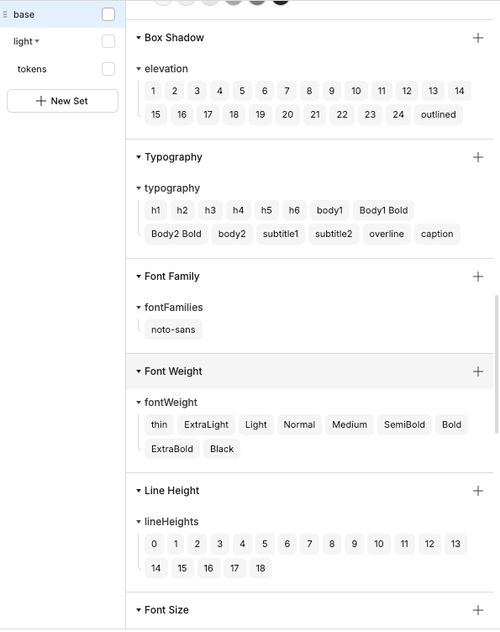 base
light
tokens
+ New Set
Box Shadow
elevation
1 2 3 4 5 6 7 8 9 10 11 12 13 14
15 16 17 18 19 20 21 22 23 24 outlined
Typography
typography
h1 h2 h3 h4 h5 h6 body1 Body1 Bold
Body2 Bold body2 subtitle1 subtitle2 overline caption
Font Family
fontFamilies
noto-sans
Font Weight
fontWeight
thin ExtraLight Light Normal Medium SemiBold Bold
ExtraBold Black
Line Height
lineHeights
0 1 2 3 4 5 6 7 8 9 10 11 12 13
14 15 16 17 18
Font Size